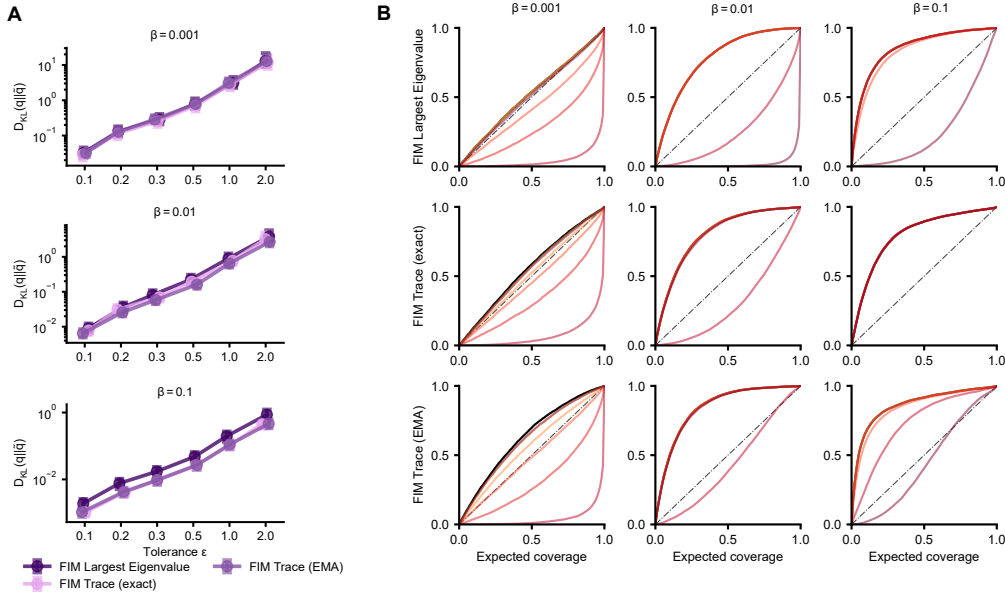 A
β = 0.001
D_KL(q||q̃)
10¹
10⁰
10⁻¹
0.1 0.2 0.3 0.5 1.0 2.0
β = 0.01
D_KL(q||q̃)
10⁰
10⁻¹
10⁻²
0.1 0.2 0.3 0.5 1.0 2.0
β = 0.1
D_KL(q||q̃)
10⁰
10⁻²
0.1 0.2 0.3 0.5 1.0 2.0
Tolerance ε
FIM Largest Eigenvalue
FIM Trace (EMA)
FIM Trace (exact)
B
β = 0.001
β = 0.01
β = 0.1
FIM Largest Eigenvalue
1.0
0.5
0.0
0.0 0.5 1.0
1.0
0.5
0.0
0.0 0.5 1.0
1.0
0.5
0.0
0.0 0.5 1.0
FIM Trace (exact)
1.0
0.5
0.0
0.0 0.5 1.0
1.0
0.5
0.0
0.0 0.5 1.0
1.0
0.5
0.0
0.0 0.5 1.0
FIM Trace (EMA)
1.0
0.5
0.0
0.0 0.5 1.0
Expected coverage
1.0
0.5
0.0
0.0 0.5 1.0
Expected coverage
1.0
0.5
0.0
0.0 0.5 1.0
Expected coverage